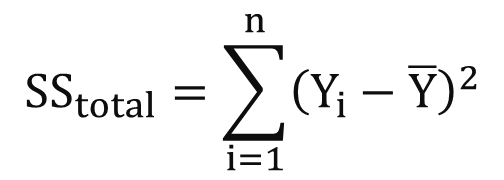 SS_total = ∑_{i=1}^{n} (Y_i − Y̅)²